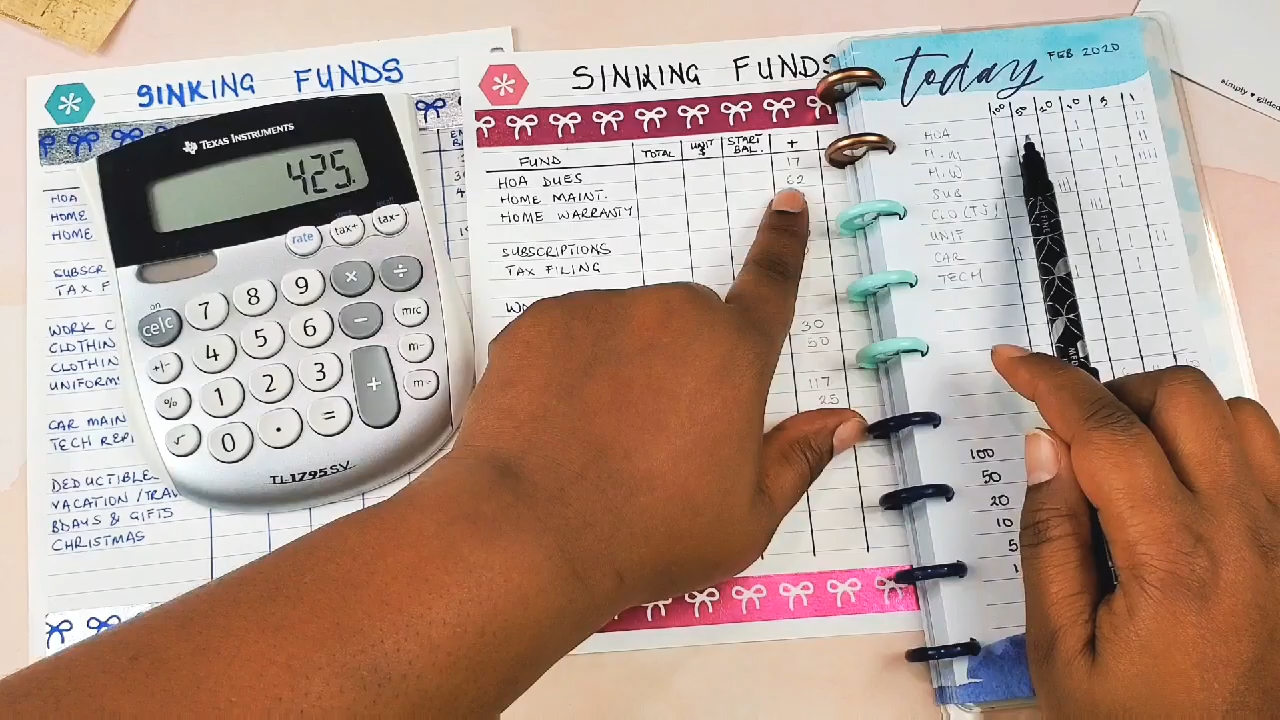 SINKING FUNDS
HOA
HOME
HOME
SUBSCR
TAX F
WORK C
CLOTHIN
CLOTHIN
UNIFORM
CAR MAIN
TECH REPI
DEDUCTIBLE
VACATION/TRAV
BDAYS & GIFTS
CHRISTMAS
TEXAS INSTRUMENTS
425.
rate tax+ tax-
on
ce/c 7 8 9 × ÷
+/- 4 5 6 − mrc
% 1 2 3 + m-
√ 0 . = m+
TI-1795SV
SINKING FUNDS
FUND TOTAL UNIT $ START BAL. +
HOA DUES 17
HOME MAINT. 62
HOME WARRANTY
SUBSCRIPTIONS
TAX FILING
30
50
117
25
today FEB 2020
100 50 20 10 5 1
HOA
H.M
H.W
SUB
CLO (TJ)
UNIT
CAR
TECH
100
50
20
10
5
1
simply gilded